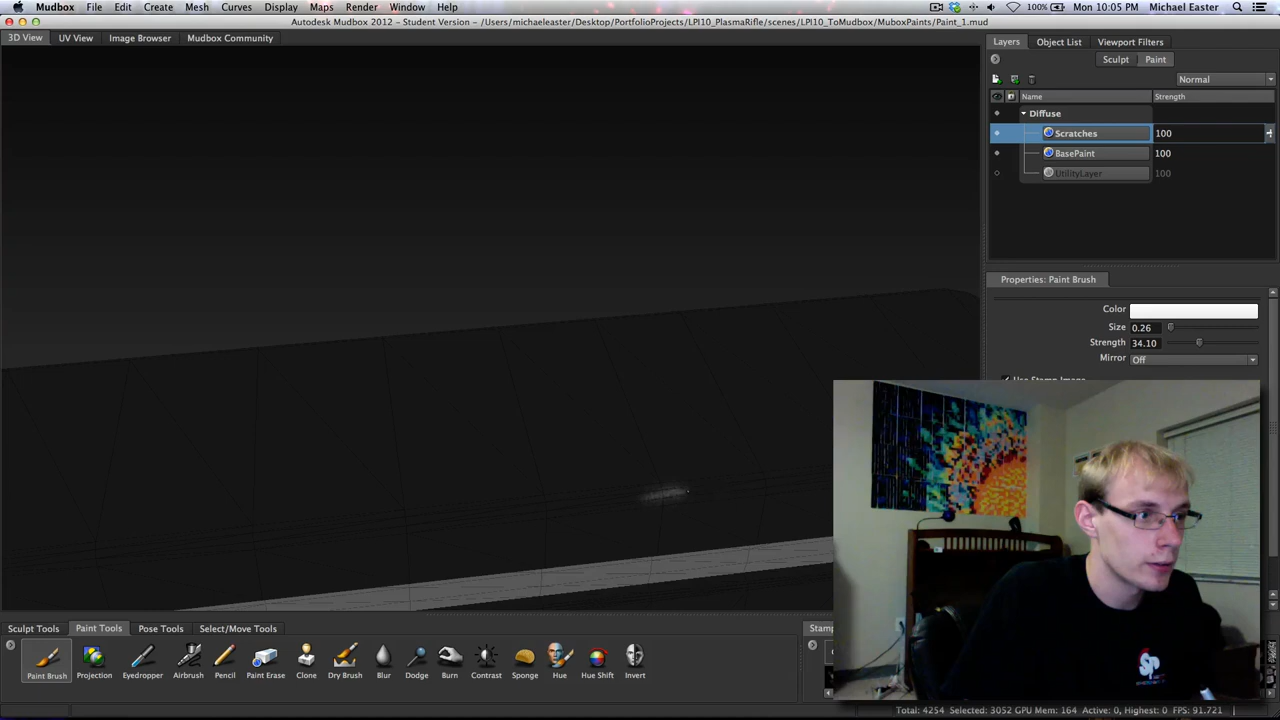 Mudbox File Edit Create Mesh Curves Display Maps Render Window Help 100% Mon 10:05 PM Michael Easter
Autodesk Mudbox 2012 - Student Version - /Users/michaeleaster/Desktop/PortfolioProjects/LPI10_PlasmaRifle/scenes/LPI10_ToMudbox/MuboxPaints/Paint_1.mud
3D View UV View Image Browser Mudbox Community
Layers Object List Viewport Filters
Sculpt Paint
Normal
Name Strength
Diffuse
Scratches 100
BasePaint 100
UtilityLayer 100
Properties: Paint Brush
Color
Size 0.26
Strength 34.10
Mirror Off
Use Stamp Image
Sculpt Tools Paint Tools Pose Tools Select/Move Tools
Stamp
Paint Brush Projection Eyedropper Airbrush Pencil Paint Erase Clone Dry Brush Blur Dodge Burn Contrast Sponge Hue Hue Shift Invert
SP
Total: 4254 Selected: 3052 GPU Mem: 164 Active: 0, Highest: 0 FPS: 91.721